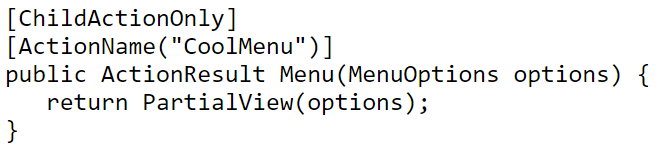 [ChildActionOnly]
[ActionName("CoolMenu")]
public ActionResult Menu(MenuOptions options) {
   return PartialView(options);
}